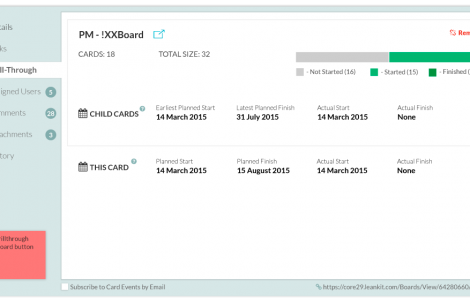 PM - !XXBoard
Rem
CARDS: 18
TOTAL SIZE: 32
- Not Started (16)
- Started (15)
- Finished (
tails
ks
ll-Through
igned Users 5
mments 28
achments 3
tory
CHILD CARDS ?
Earliest Planned Start
14 March 2015
Latest Planned Finish
31 July 2015
Actual Start
14 March 2015
Actual Finish
None
THIS CARD ?
Planned Start
14 March 2015
Planned Finish
15 August 2015
Actual Start
14 March 2015
Actual Finish
None
illthrough
oard button
Subscribe to Card Events by Email
https://core29.leankit.com/Boards/View/64280660